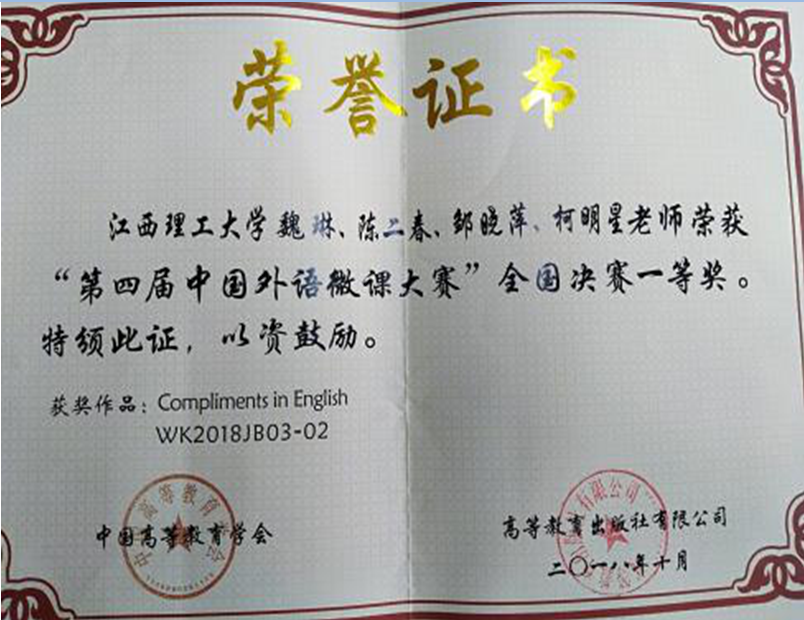 荣誉证书
江西理工大学魏琳、陈二春、邹晓萍、柯明星老师荣获
“第四届中国外语微课大赛”全国决赛一等奖。
特颁此证，以资鼓励。
获奖作品：Compliments in English
WK2018JB03-02
中国高等教育学会
高等教育出版社有限公司
二〇一八年十月